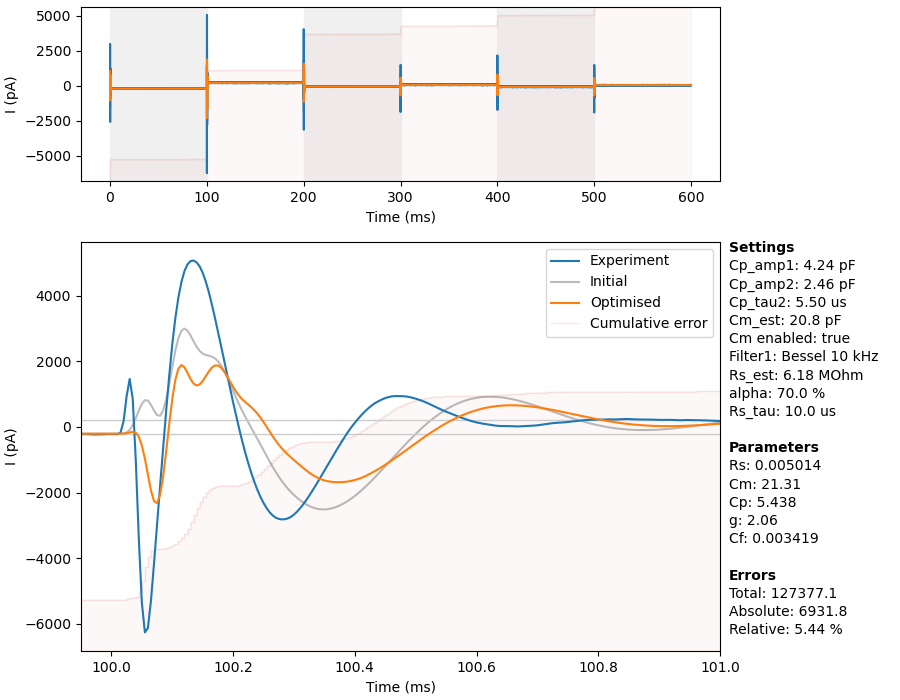 5000
2500
0
−2500
−5000
I (pA)
0 100 200 300 400 500 600
Time (ms)
4000
2000
0
−2000
−4000
−6000
I (pA)
Experiment
Initial
Optimised
Cumulative error
100.0 100.2 100.4 100.6 100.8 101.0
Time (ms)
Settings
Cp_amp1: 4.24 pF
Cp_amp2: 2.46 pF
Cp_tau2: 5.50 us
Cm_est: 20.8 pF
Cm enabled: true
Filter1: Bessel 10 kHz
Rs_est: 6.18 MOhm
alpha: 70.0 %
Rs_tau: 10.0 us
Parameters
Rs: 0.005014
Cm: 21.31
Cp: 5.438
g: 2.06
Cf: 0.003419
Errors
Total: 127377.1
Absolute: 6931.8
Relative: 5.44 %